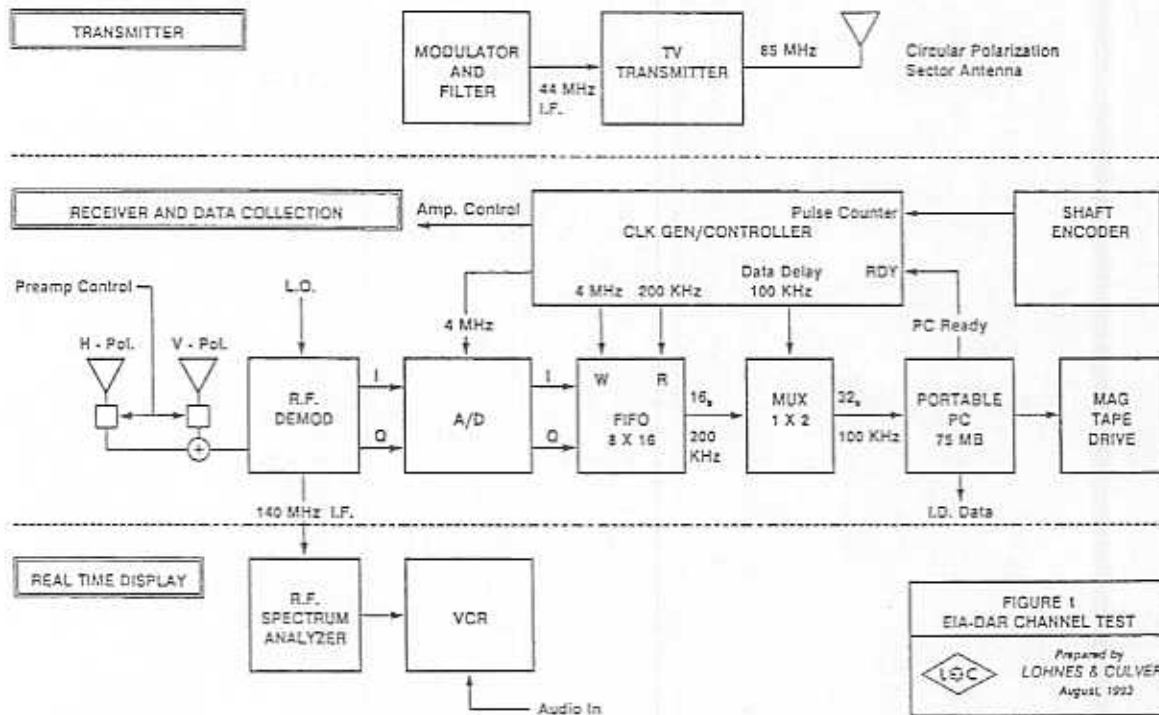 TRANSMITTER
MODULATOR
AND
FILTER
44 MHz
I.F.
TV
TRANSMITTER
85 MHz
Circular Polarization
Sector Antenna
RECEIVER AND DATA COLLECTION
Amp. Control
Pulse Counter
CLK GEN/CONTROLLER
SHAFT
ENCODER
Data Delay
RDY
4 MHz
200 KHz
100 KHz
Preamp Control
L.O.
4 MHz
PC Ready
H - Pol.
V - Pol.
R.F.
DEMOD
I
Q
A/D
I
Q
W
R
FIFO
8 X 16
16
200
KHz
MUX
1 X 2
32
100 KHz
PORTABLE
PC
75 MB
MAG
TAPE
DRIVE
140 MHz I.F.
I.D. Data
REAL TIME DISPLAY
R.F.
SPECTRUM
ANALYZER
VCR
Audio In
FIGURE 1
EIA-DAR CHANNEL TEST
Prepared by
LOHNES & CULVER
August, 1993